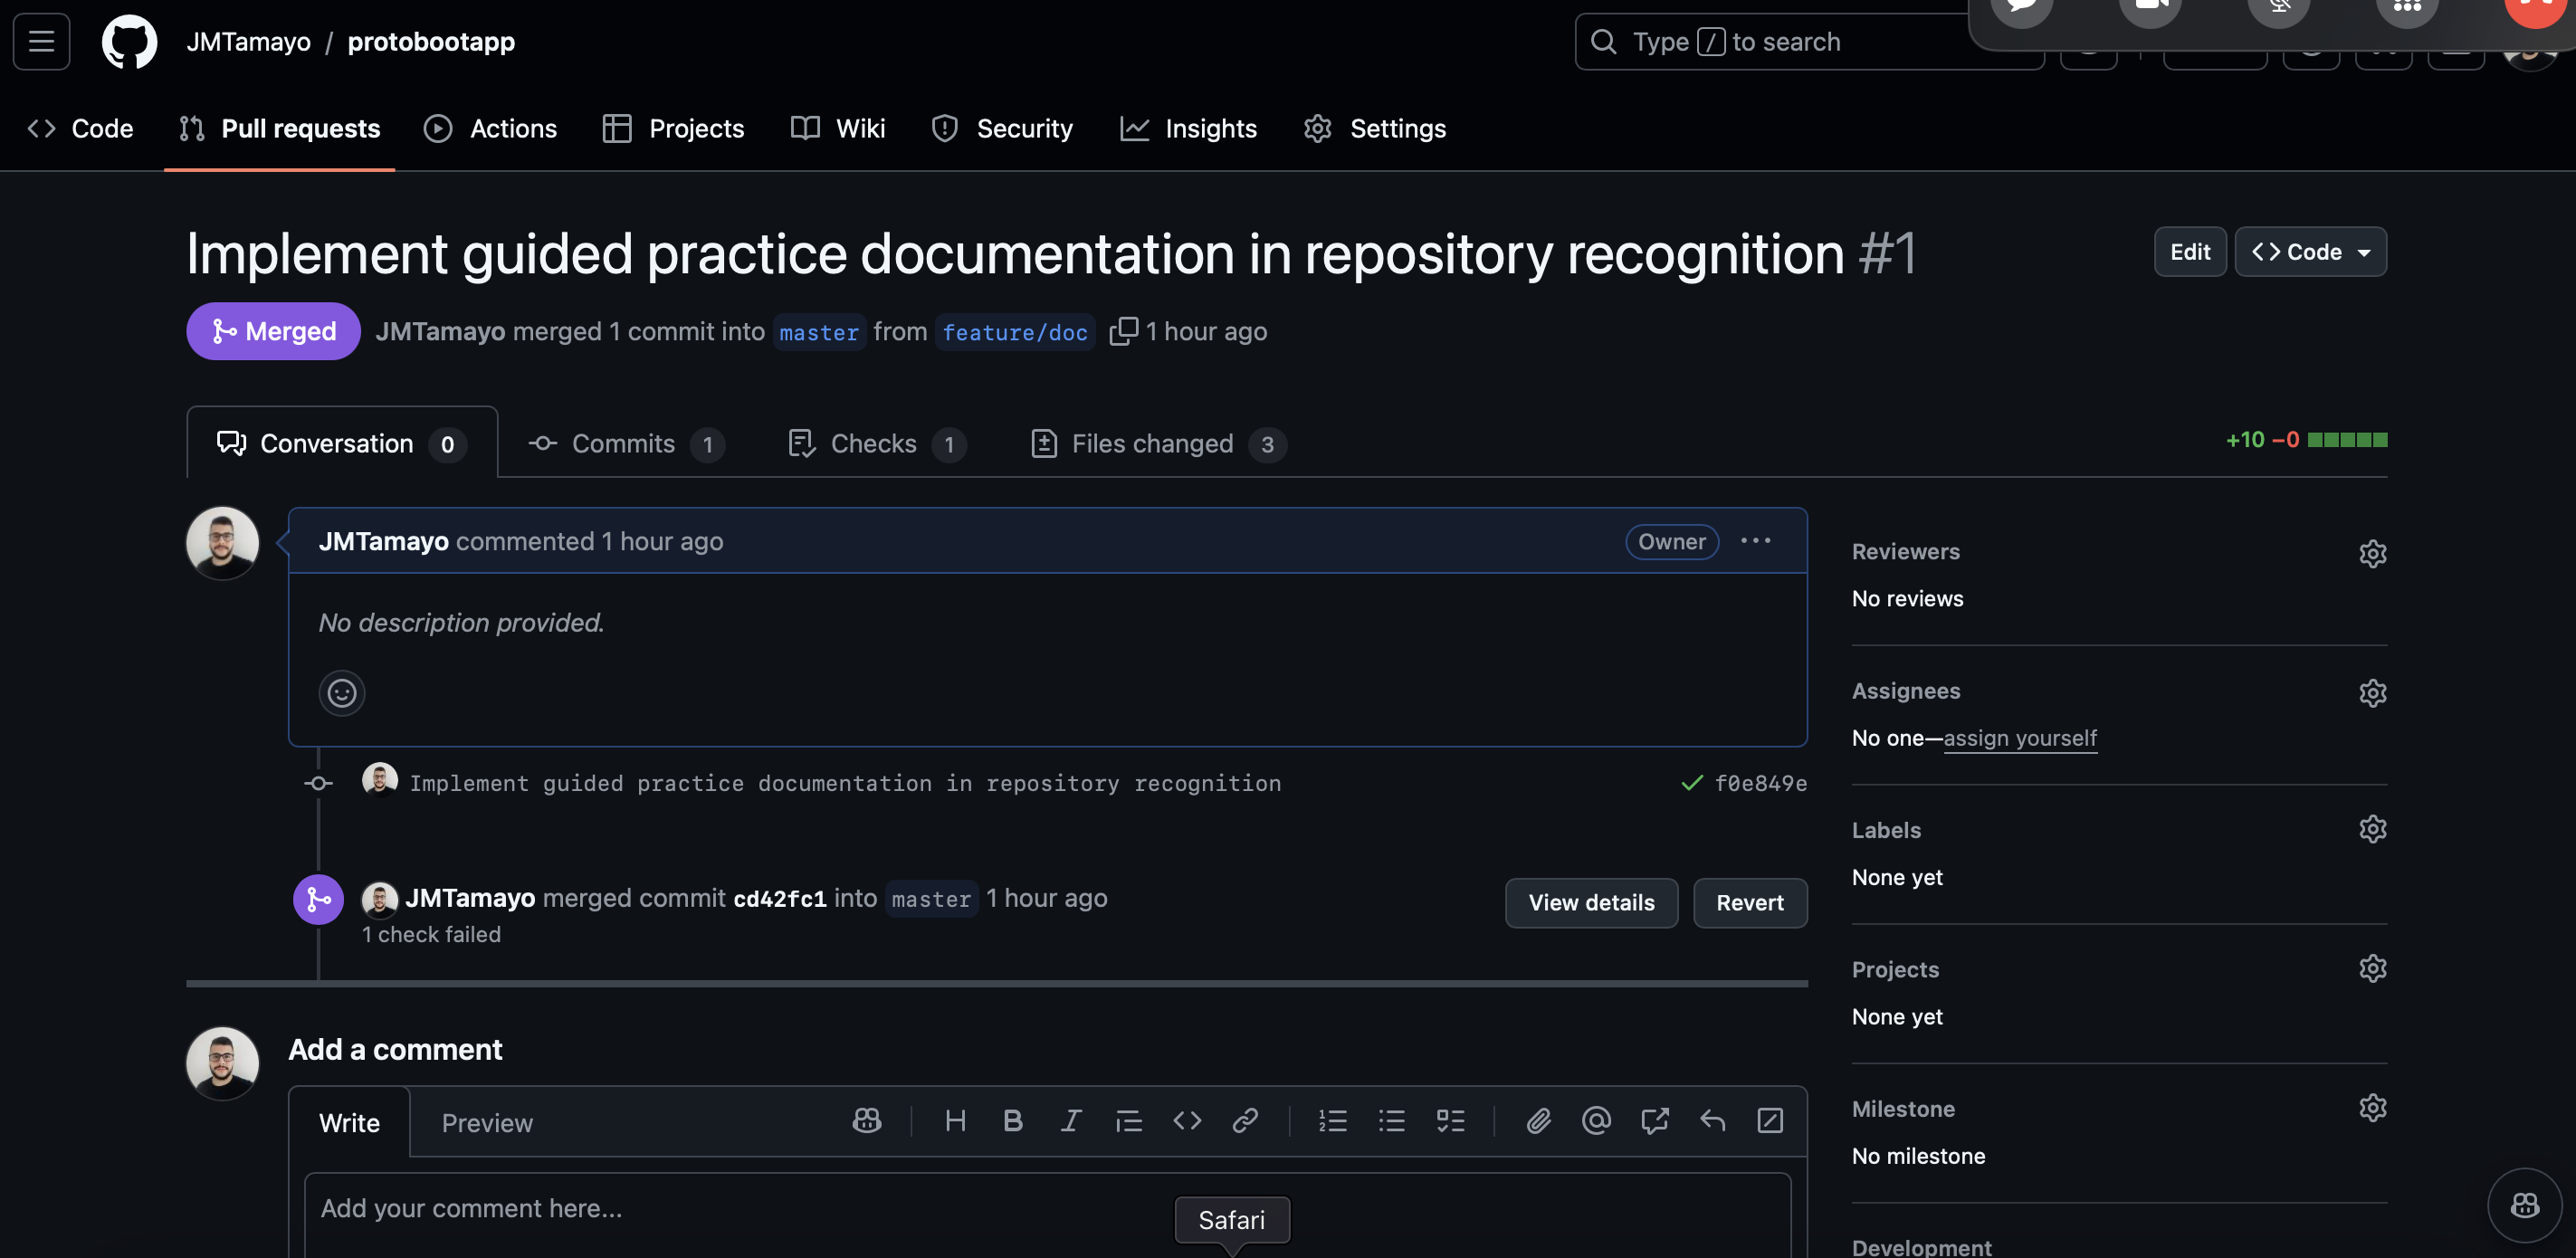 JMTamayo / protobootapp
Type / to search
Code Pull requests Actions Projects Wiki Security Insights Settings
Implement guided practice documentation in repository recognition #1
Edit Code
Merged JMTamayo merged 1 commit into master from feature/doc 1 hour ago
Conversation 0 Commits 1 Checks 1 Files changed 3
+10 −0
JMTamayo commented 1 hour ago
Owner
No description provided.
Implement guided practice documentation in repository recognition
f0e849e
JMTamayo merged commit cd42fc1 into master 1 hour ago
1 check failed
View details Revert
Reviewers
No reviews
Assignees
No one—assign yourself
Labels
None yet
Projects
None yet
Milestone
No milestone
Development
Add a comment
Write Preview
Add your comment here...
Safari